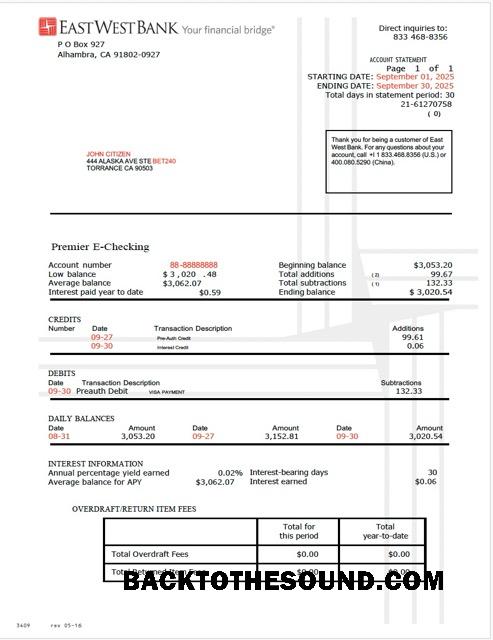 EASTWESTBANK Your financial bridge®
P O Box 927
Alhambra, CA 91802-0927
Direct inquiries to:
833 468-8356
ACCOUNT STATEMENT
Page 1 of 1
STARTING DATE: September 01, 2025
ENDING DATE: September 30, 2025
Total days in statement period: 30
21-61270758
( 0)
Thank you for being a customer of East
West Bank. For any questions about your
account, call +l 1 833.468.8356 (U.S.) or
400.080.5290 (China).
JOHN CITIZEN
444 ALASKA AVE STE BET240
TORRANCE CA 90503
Premier E-Checking
Account number 88-88888888 Beginning balance $3,053.20
Low balance $ 3 , 020 .48 Total additions ( 2) 99.67
Average balance $3,062.07 Total subtractions ( 1) 132.33
Interest paid year to date $0.59 Ending balance $ 3,020.54
CREDITS
Number Date Transaction Description Additions
09-27 Pre-Auth Credit 99.61
09-30 Interest Credit 0.06
DEBITS
Date Transaction Description Subtractions
09-30 Preauth Debit VISA PAYMENT 132.33
DAILY BALANCES
Date Amount Date Amount Date Amount
08-31 3,053.20 09-27 3,152.81 09-30 3,020.54
INTEREST INFORMATION
Annual percentage yield earned 0.02% Interest-bearing days 30
Average balance for APY $3,062.07 Interest earned $0.06
OVERDRAFT/RETURN ITEM FEES
Total for Total
this period year-to-date
Total Overdraft Fees $0.00 $0.00
Total Returned Item Fees $0.00 $0.00
BACKTOTHESOUND.COM
3409 rev 05-16